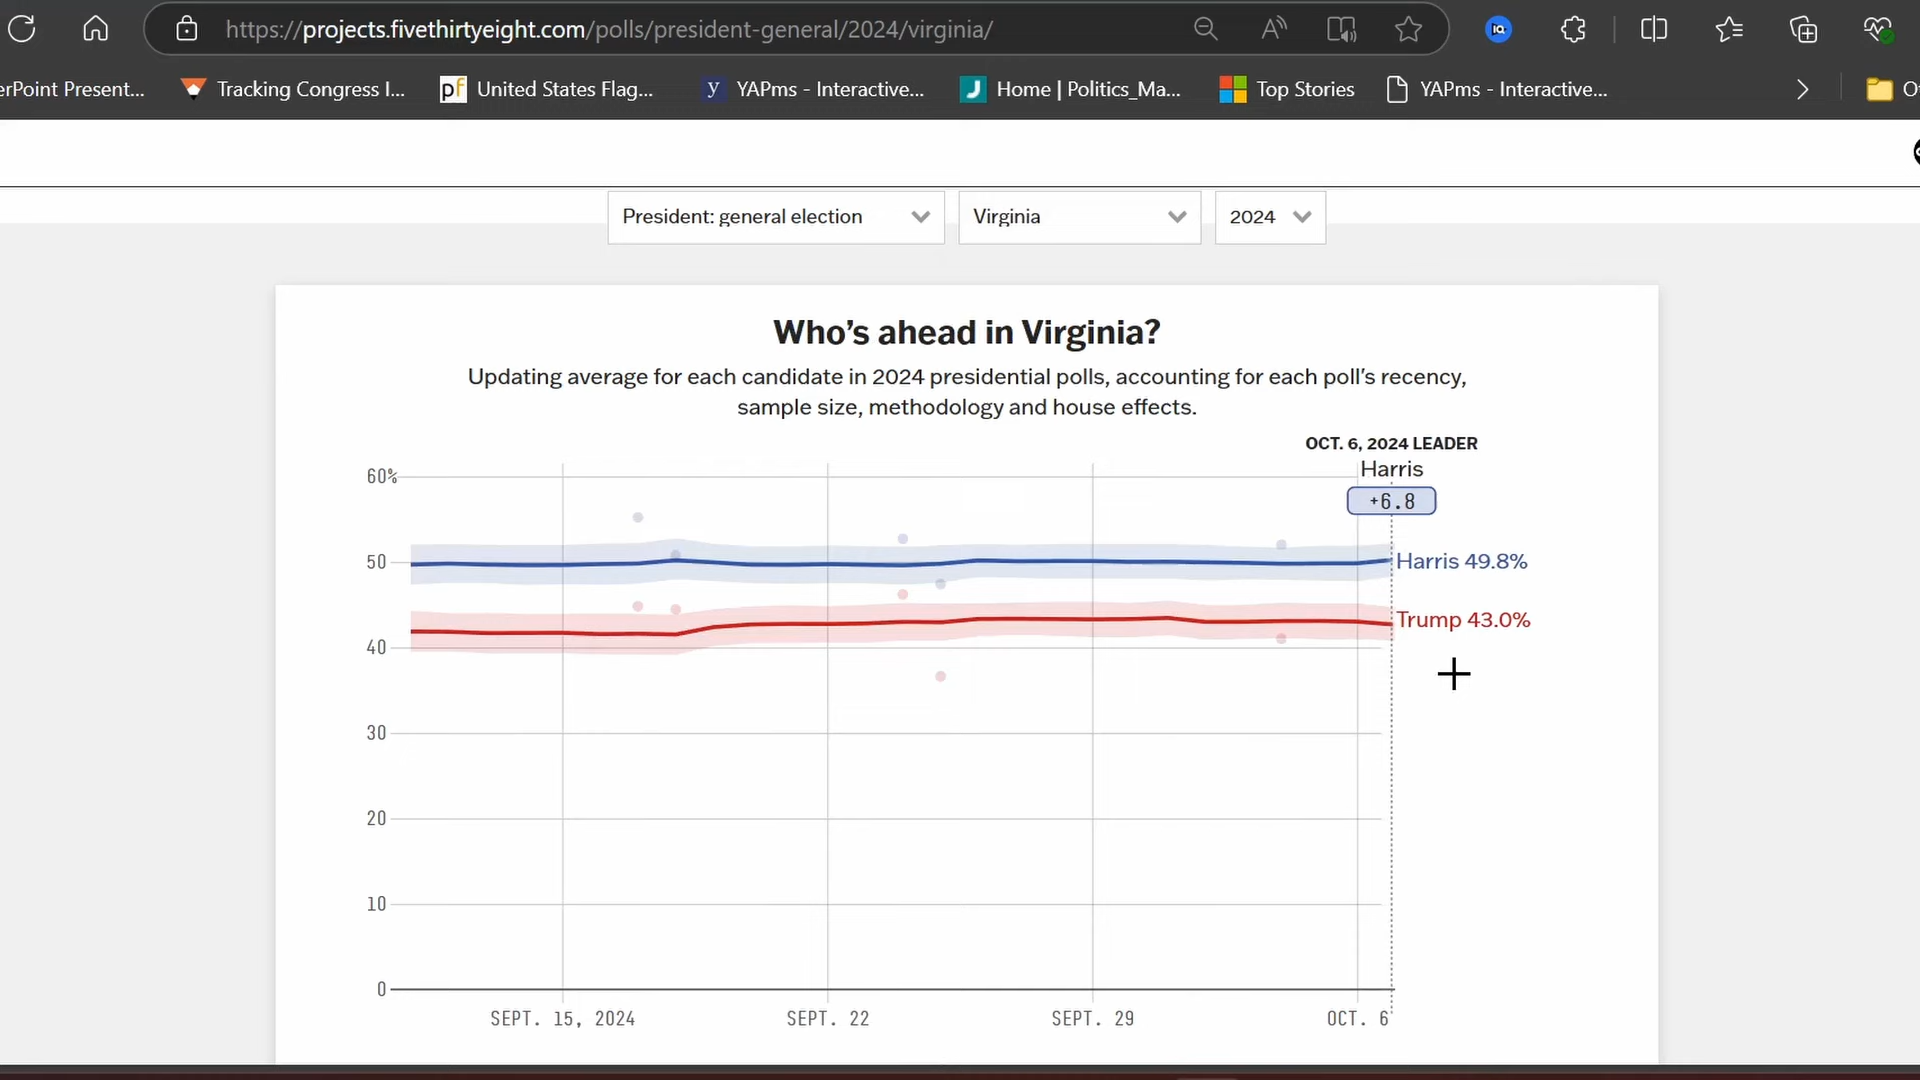 https://projects.fivethirtyeight.com/polls/president-general/2024/virginia/
erPoint Present...
Tracking Congress I...
pf
United States Flag...
y
YAPms - Interactive...
Home | Politics_Ma...
Top Stories
YAPms - Interactive...
President: general election
Virginia
2024
Who's ahead in Virginia?
Updating average for each candidate in 2024 presidential polls, accounting for each poll's recency,
sample size, methodology and house effects.
OCT. 6, 2024 LEADER
Harris
+6.8
60%
50
40
30
20
10
0
Harris 49.8%
Trump 43.0%
SEPT. 15, 2024
SEPT. 22
SEPT. 29
OCT. 6